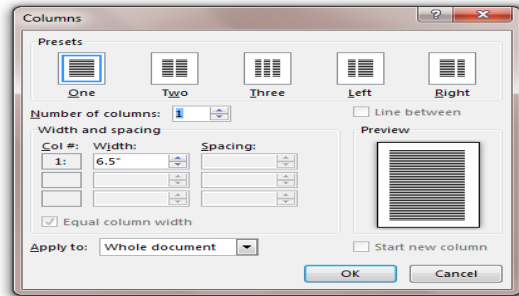 Columns
Presets
One Two Three Left Right
Number of columns: 1
Line between
Width and spacing
Preview
Col #: Width: Spacing:
1: 6.5"
Equal column width
Apply to: Whole document
Start new column
OK Cancel